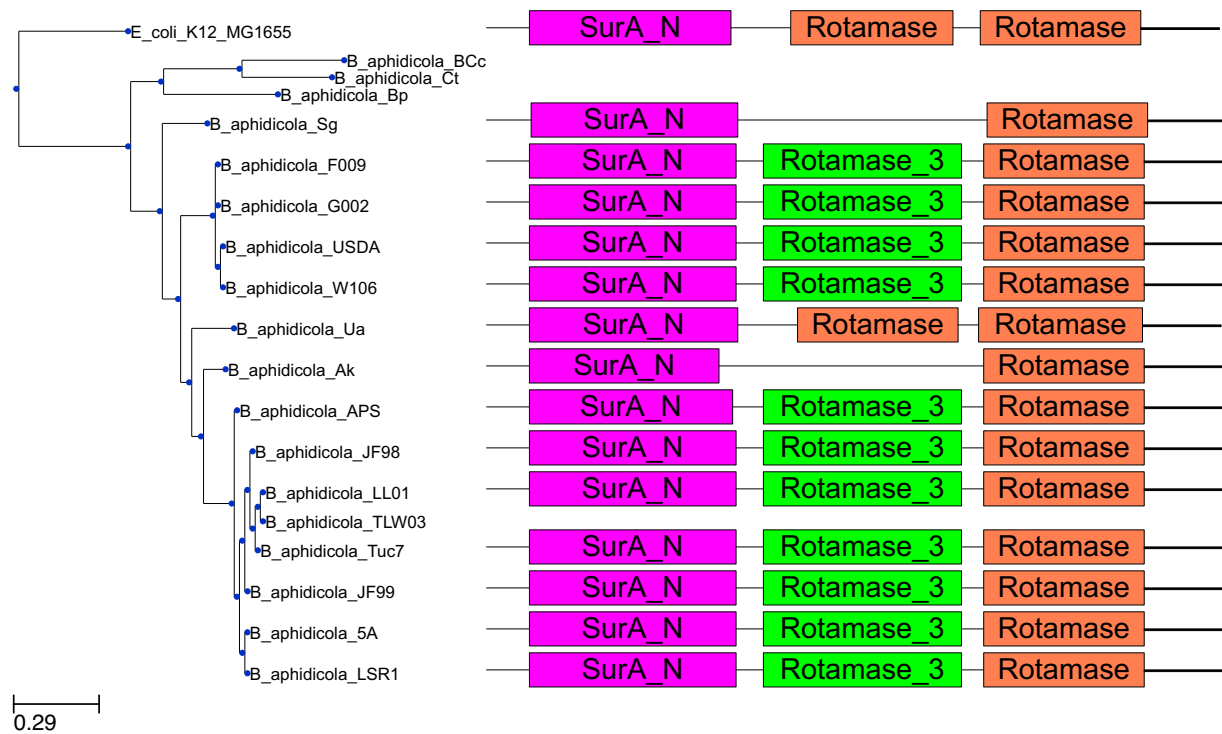 E_coli_K12_MG1655 SurA_N Rotamase Rotamase
B_aphidicola_BCc
B_aphidicola_Ct
B_aphidicola_Bp
B_aphidicola_Sg SurA_N Rotamase
B_aphidicola_F009 SurA_N Rotamase_3 Rotamase
B_aphidicola_G002 SurA_N Rotamase_3 Rotamase
B_aphidicola_USDA SurA_N Rotamase_3 Rotamase
B_aphidicola_W106 SurA_N Rotamase_3 Rotamase
B_aphidicola_Ua SurA_N Rotamase Rotamase
B_aphidicola_Ak SurA_N Rotamase
B_aphidicola_APS SurA_N Rotamase_3 Rotamase
B_aphidicola_JF98 SurA_N Rotamase_3 Rotamase
B_aphidicola_LL01 SurA_N Rotamase_3 Rotamase
B_aphidicola_TLW03
B_aphidicola_Tuc7 SurA_N Rotamase_3 Rotamase
B_aphidicola_JF99 SurA_N Rotamase_3 Rotamase
B_aphidicola_5A SurA_N Rotamase_3 Rotamase
B_aphidicola_LSR1 SurA_N Rotamase_3 Rotamase
0.29